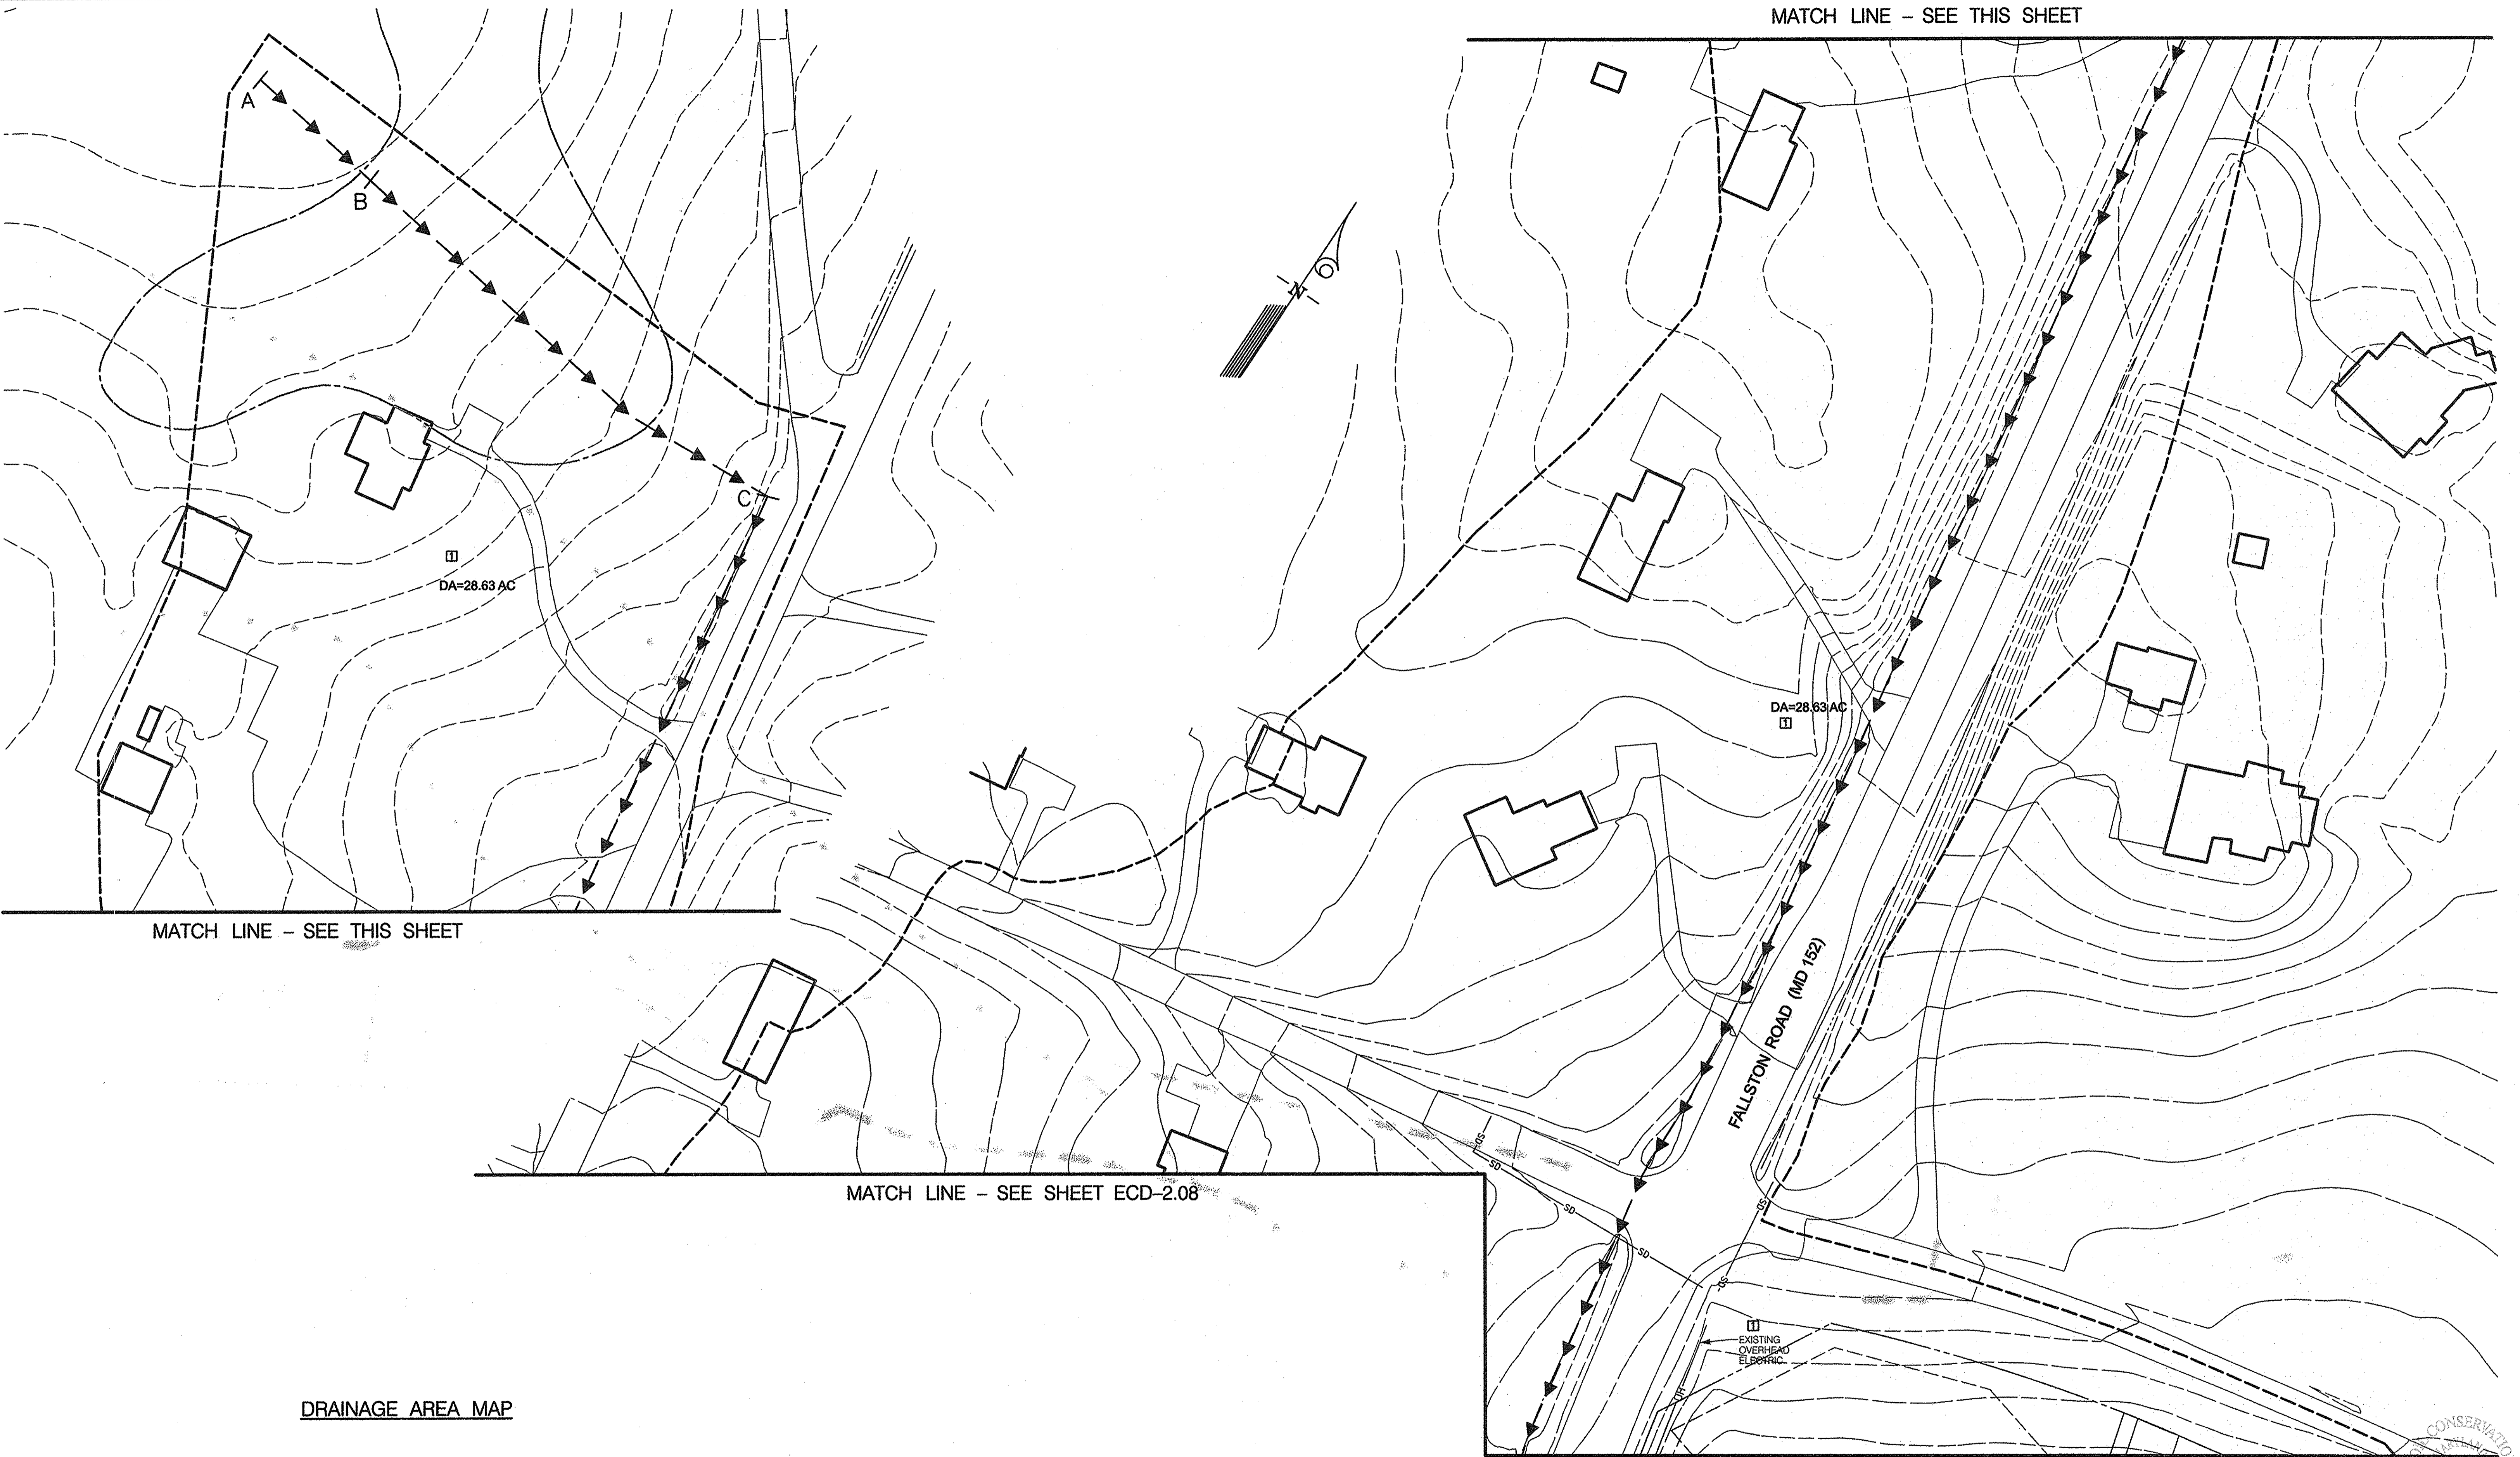 MATCH LINE – SEE THIS SHEET
A
B
N
C
1
DA=28.63 AC
DA=28.63 AC
1
MATCH LINE – SEE THIS SHEET
FALLSTON ROAD (MD 152)
SD
SD
MATCH LINE – SEE SHEET ECD–2.08
SD
SD
SD
SD
1
EXISTING
OVERHEAD
ELECTRIC
OH
DRAINAGE AREA MAP
CONSERVATIO